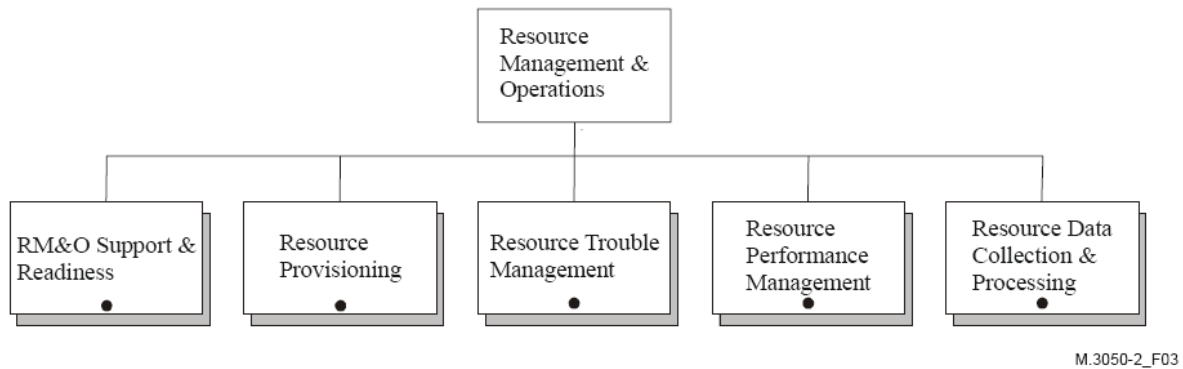 Resource
Management &
Operations
RM&O Support &
Readiness
Resource
Provisioning
Resource Trouble
Management
Resource
Performance
Management
Resource Data
Collection &
Processing
M.3050-2_F03